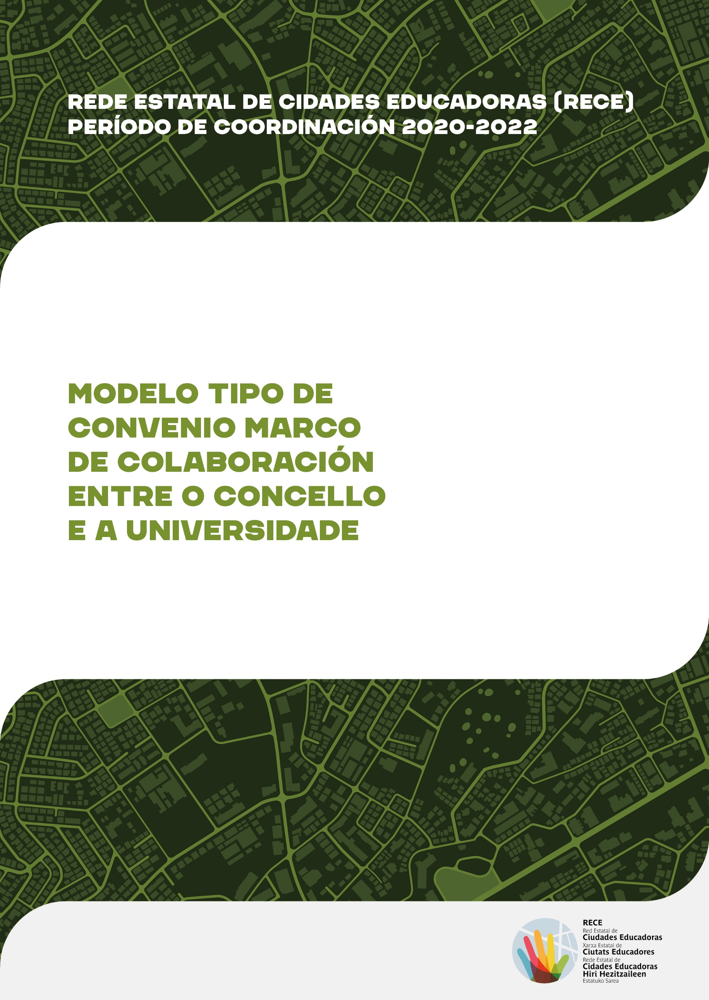 REDE ESTATAL DE CIDADES EDUCADORAS (RECE)
PERÍODO DE COORDINACIÓN 2020-2022
MODELO TIPO DE
CONVENIO MARCO
DE COLABORACIÓN
ENTRE O CONCELLO
E A UNIVERSIDADE
RECE
Red Estatal de
Ciudades Educadoras
Xarxa Estatal de
Ciutats Educadores
Rede Estatal de
Cidades Educadoras
Hiri Hezitzaileen
Estatuko Sarea